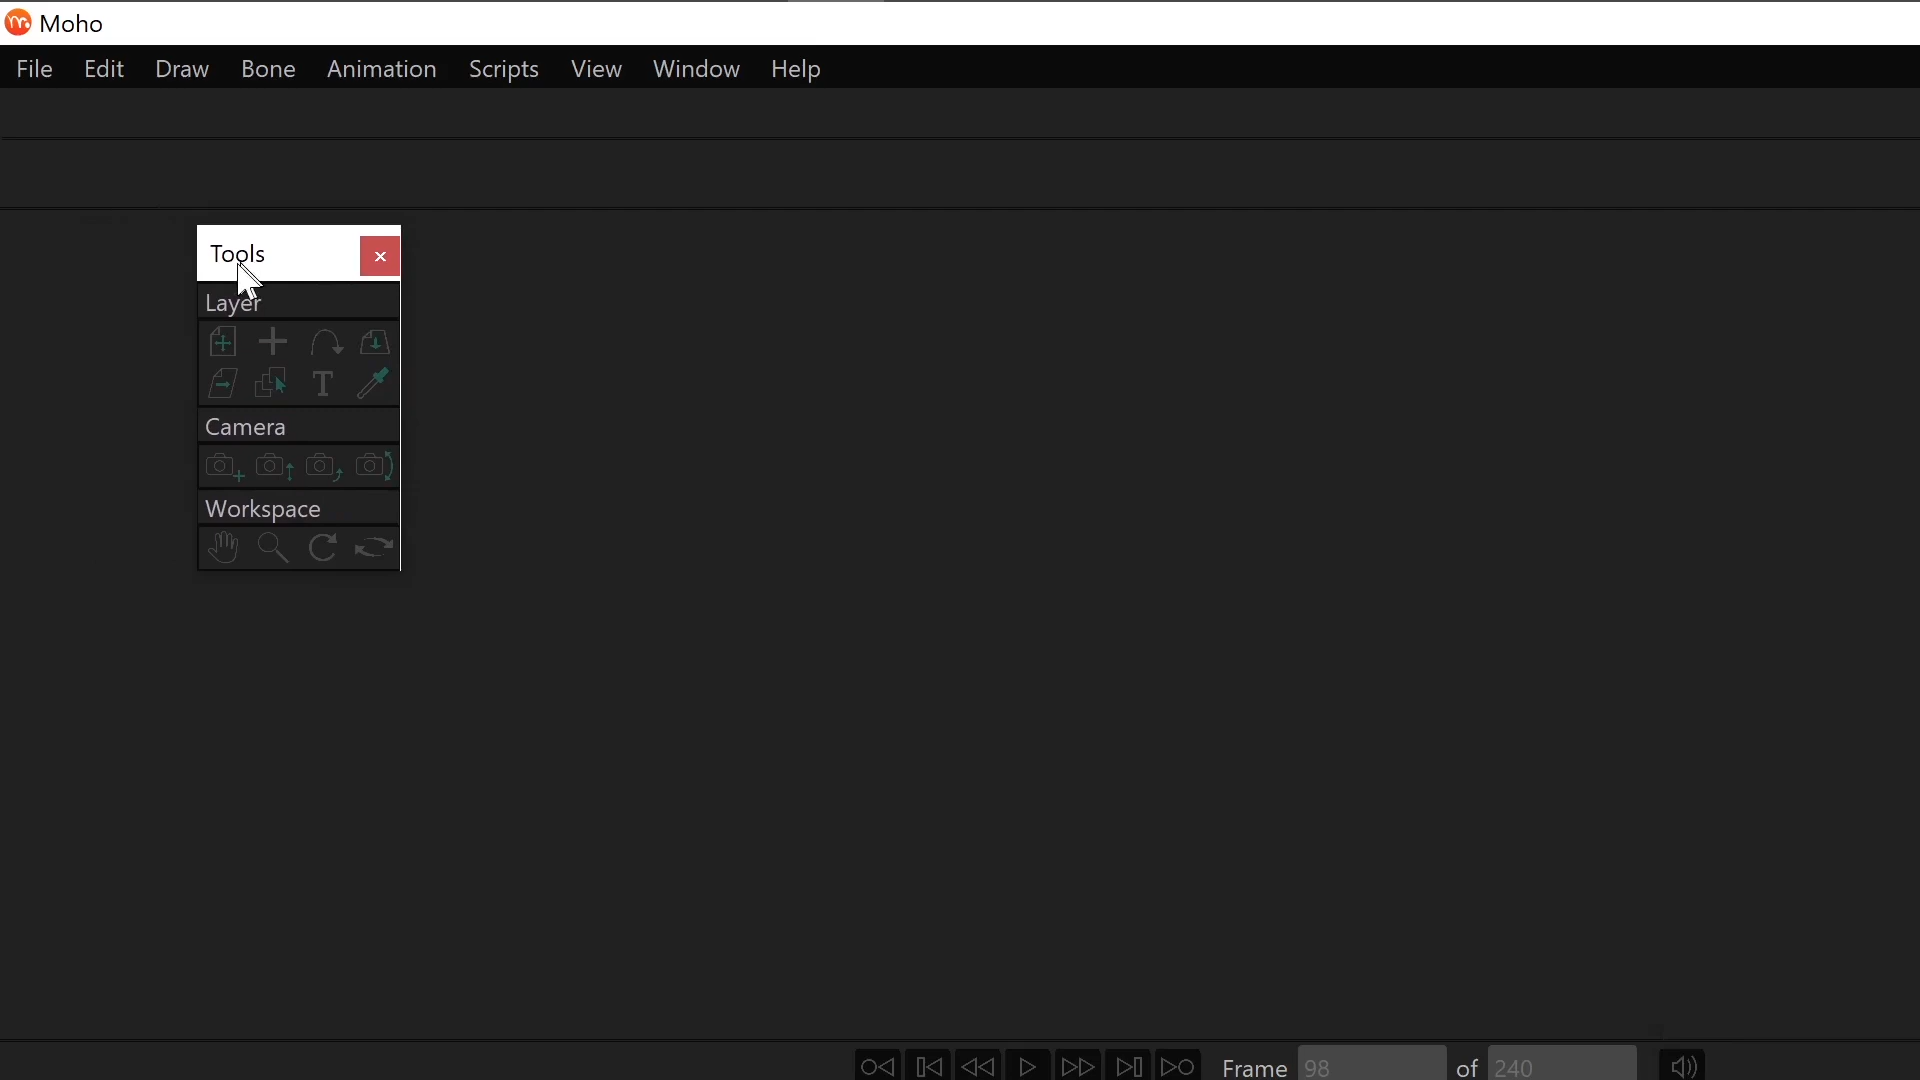 Moho
File Edit Draw Bone Animation Scripts View Window Help
Tools
Layer
T
Camera
Workspace
Frame 98 of 240